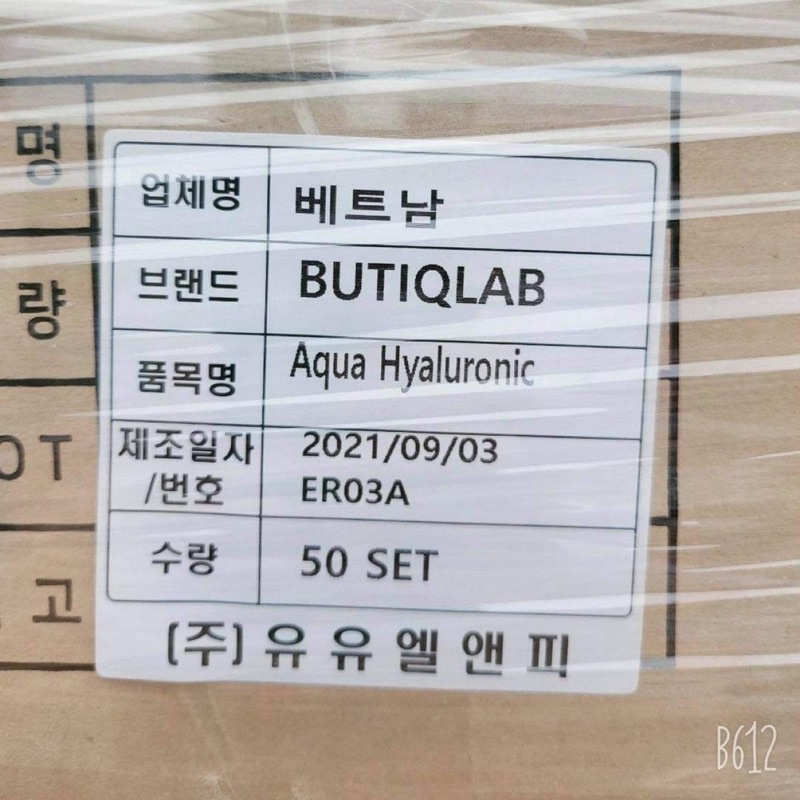 명
량
OT
고
업체명 베트남
브랜드 BUTIQLAB
품목명 Aqua Hyaluronic
제조일자 2021/09/03
/번호 ER03A
수량 50 SET
(주)유유엘앤피
B612